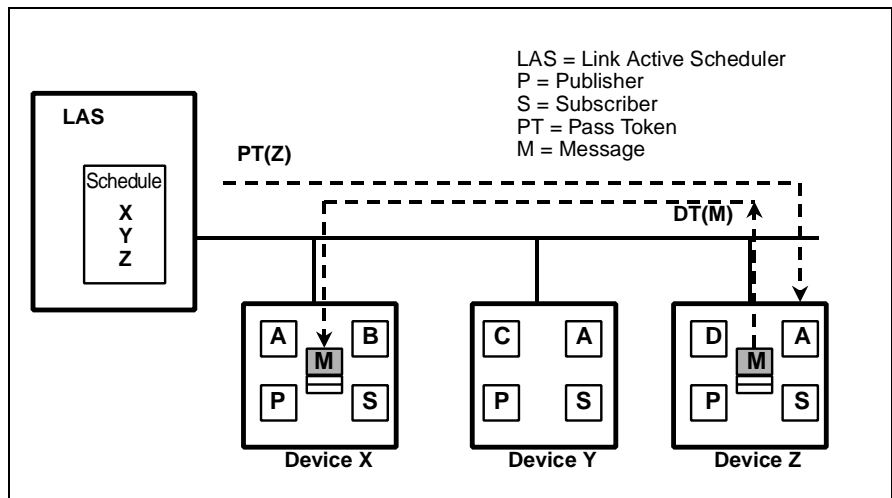 LAS = Link Active Scheduler
P = Publisher
S = Subscriber
PT = Pass Token
M = Message
LAS
PT(Z)
Schedule
X
Y
Z
DT(M)
A
B
M
P
S
Device X
C
A
P
S
Device Y
D
A
M
P
S
Device Z